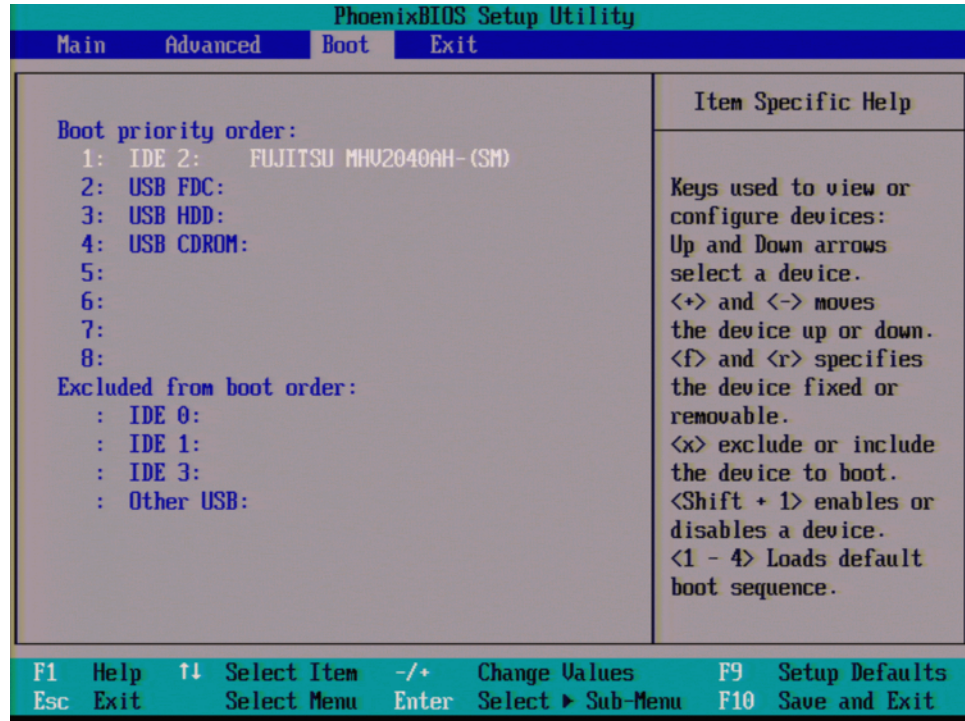 PhoenixBIOS Setup Utility
Main Advanced Boot Exit
Boot priority order:
1: IDE 2: FUJITSU MHV2040AH-(SM)
2: USB FDC:
3: USB HDD:
4: USB CDROM:
5:
6:
7:
8:
Excluded from boot order:
: IDE 0:
: IDE 1:
: IDE 3:
: Other USB:
Item Specific Help
Keys used to view or
configure devices:
Up and Down arrows
select a device.
<+> and <-> moves
the device up or down.
<f> and <r> specifies
the device fixed or
removable.
<x> exclude or include
the device to boot.
<Shift + 1> enables or
disables a device.
<1 - 4> Loads default
boot sequence.
F1 Help ↑↓ Select Item -/+ Change Values F9 Setup Defaults
Esc Exit Select Menu Enter Select ▶ Sub-Menu F10 Save and Exit